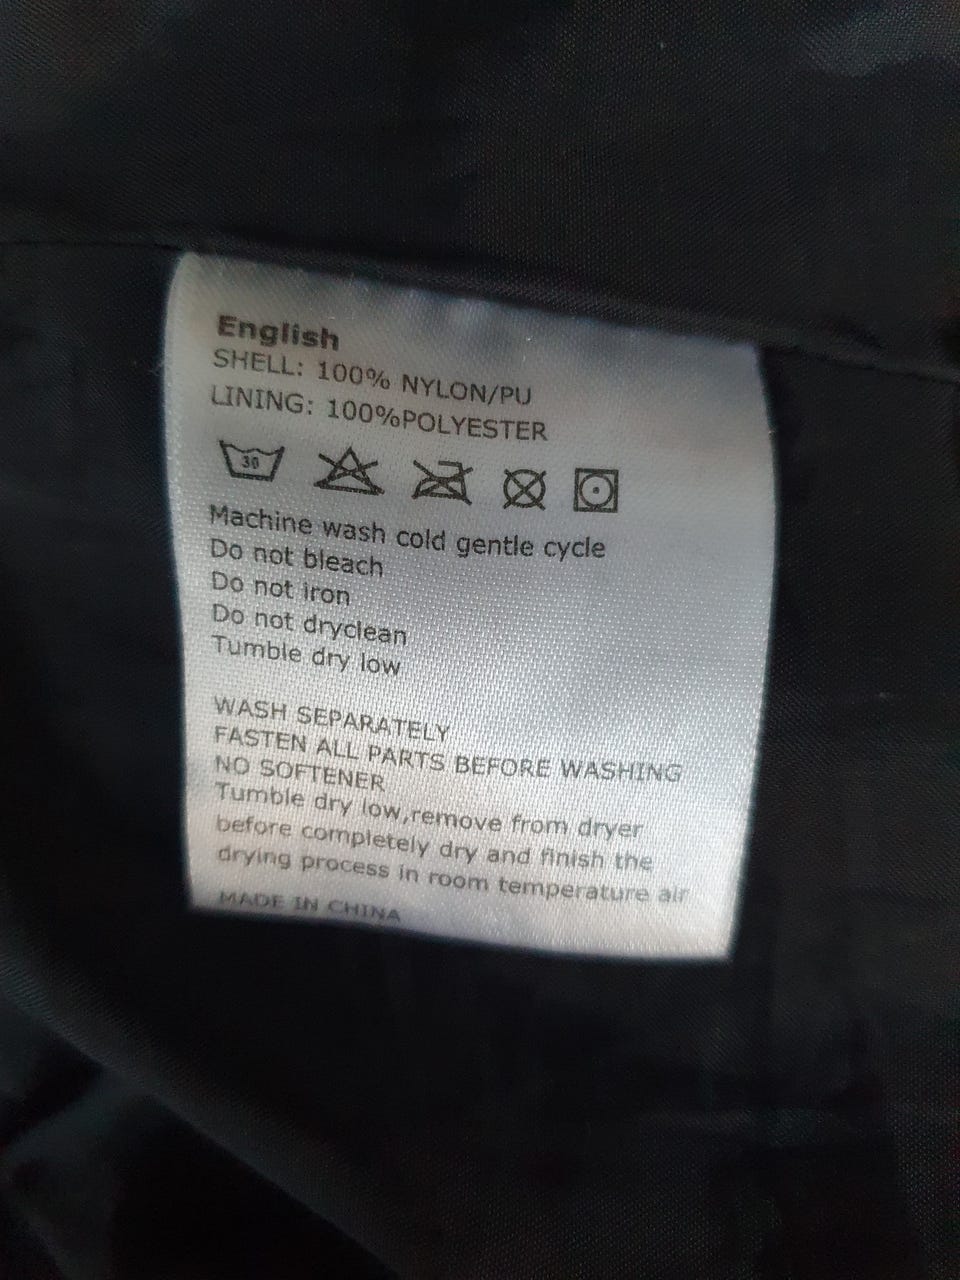 English
SHELL: 100% NYLON/PU
LINING: 100%POLYESTER
30
Machine wash cold gentle cycle
Do not bleach
Do not iron
Do not dryclean
Tumble dry low
WASH SEPARATELY
FASTEN ALL PARTS BEFORE WASHING
NO SOFTENER
Tumble dry low,remove from dryer
before completely dry and finish the
drying process in room temperature air
MADE IN CHINA